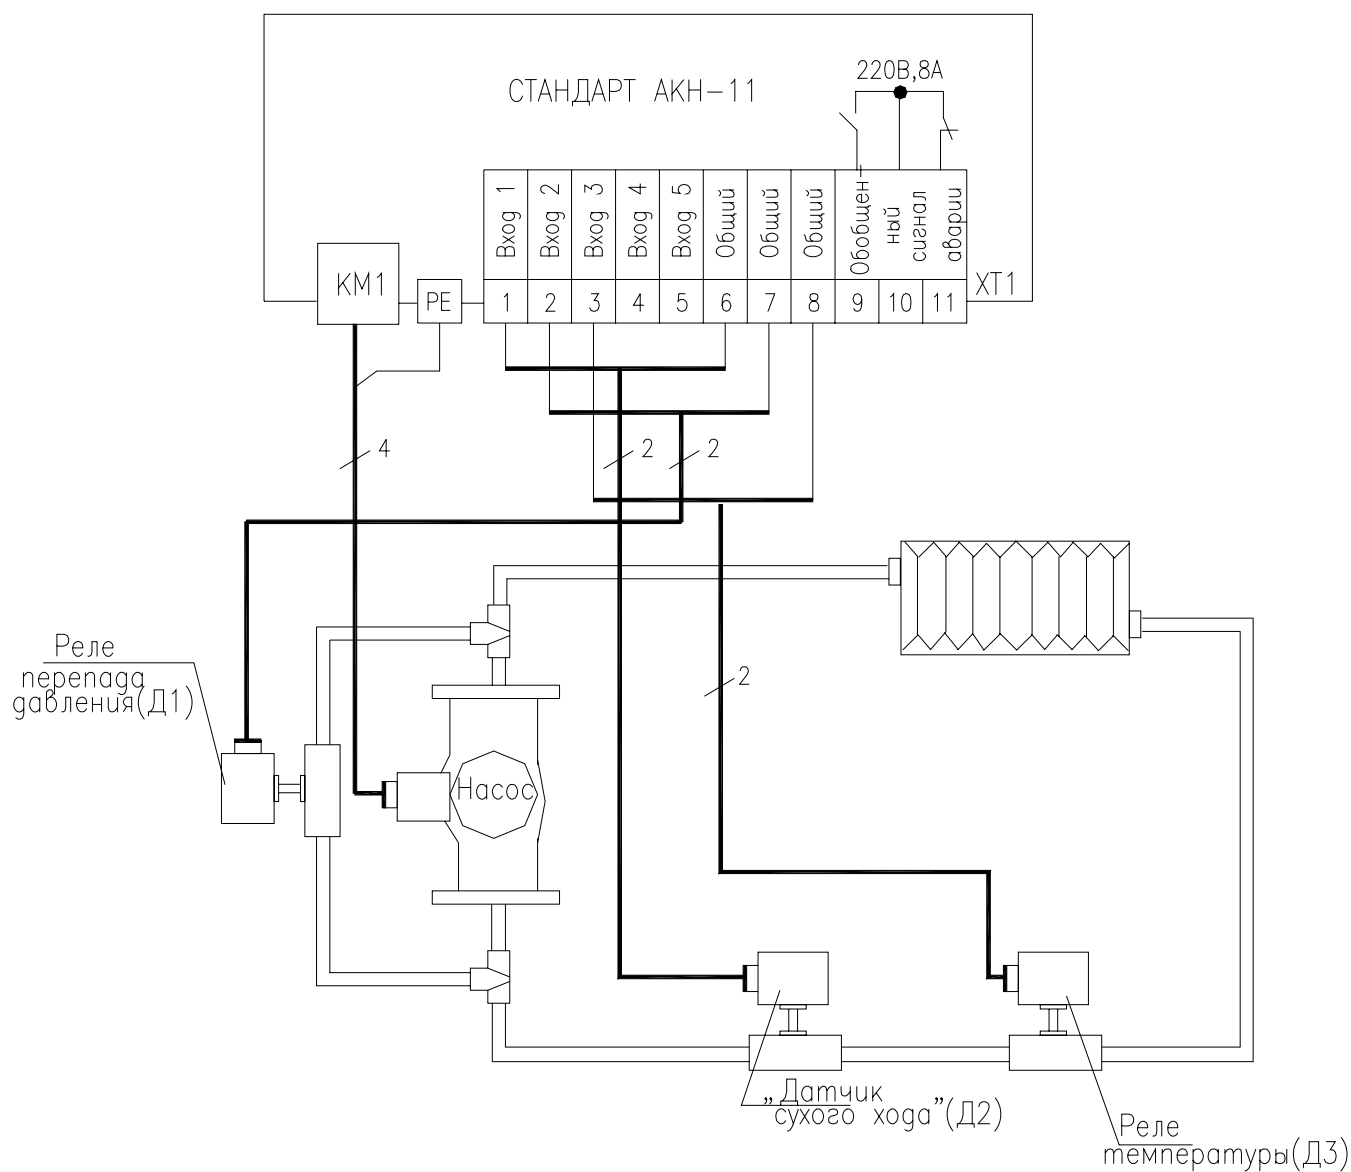 СТАНДАРТ АКН-11
220В,8А
Вход 1
Вход 2
Вход 3
Вход 4
Вход 5
Общий
Общий
Общий
Обобщен-
ный
сигнал
аварии
КМ1
РЕ
1
2
3
4
5
6
7
8
9
10
11
ХТ1
4
2
2
2
Реле
перепада
давления(Д1)
Насос
„Датчик
сухого хода”(Д2)
Реле
температуры(Д3)